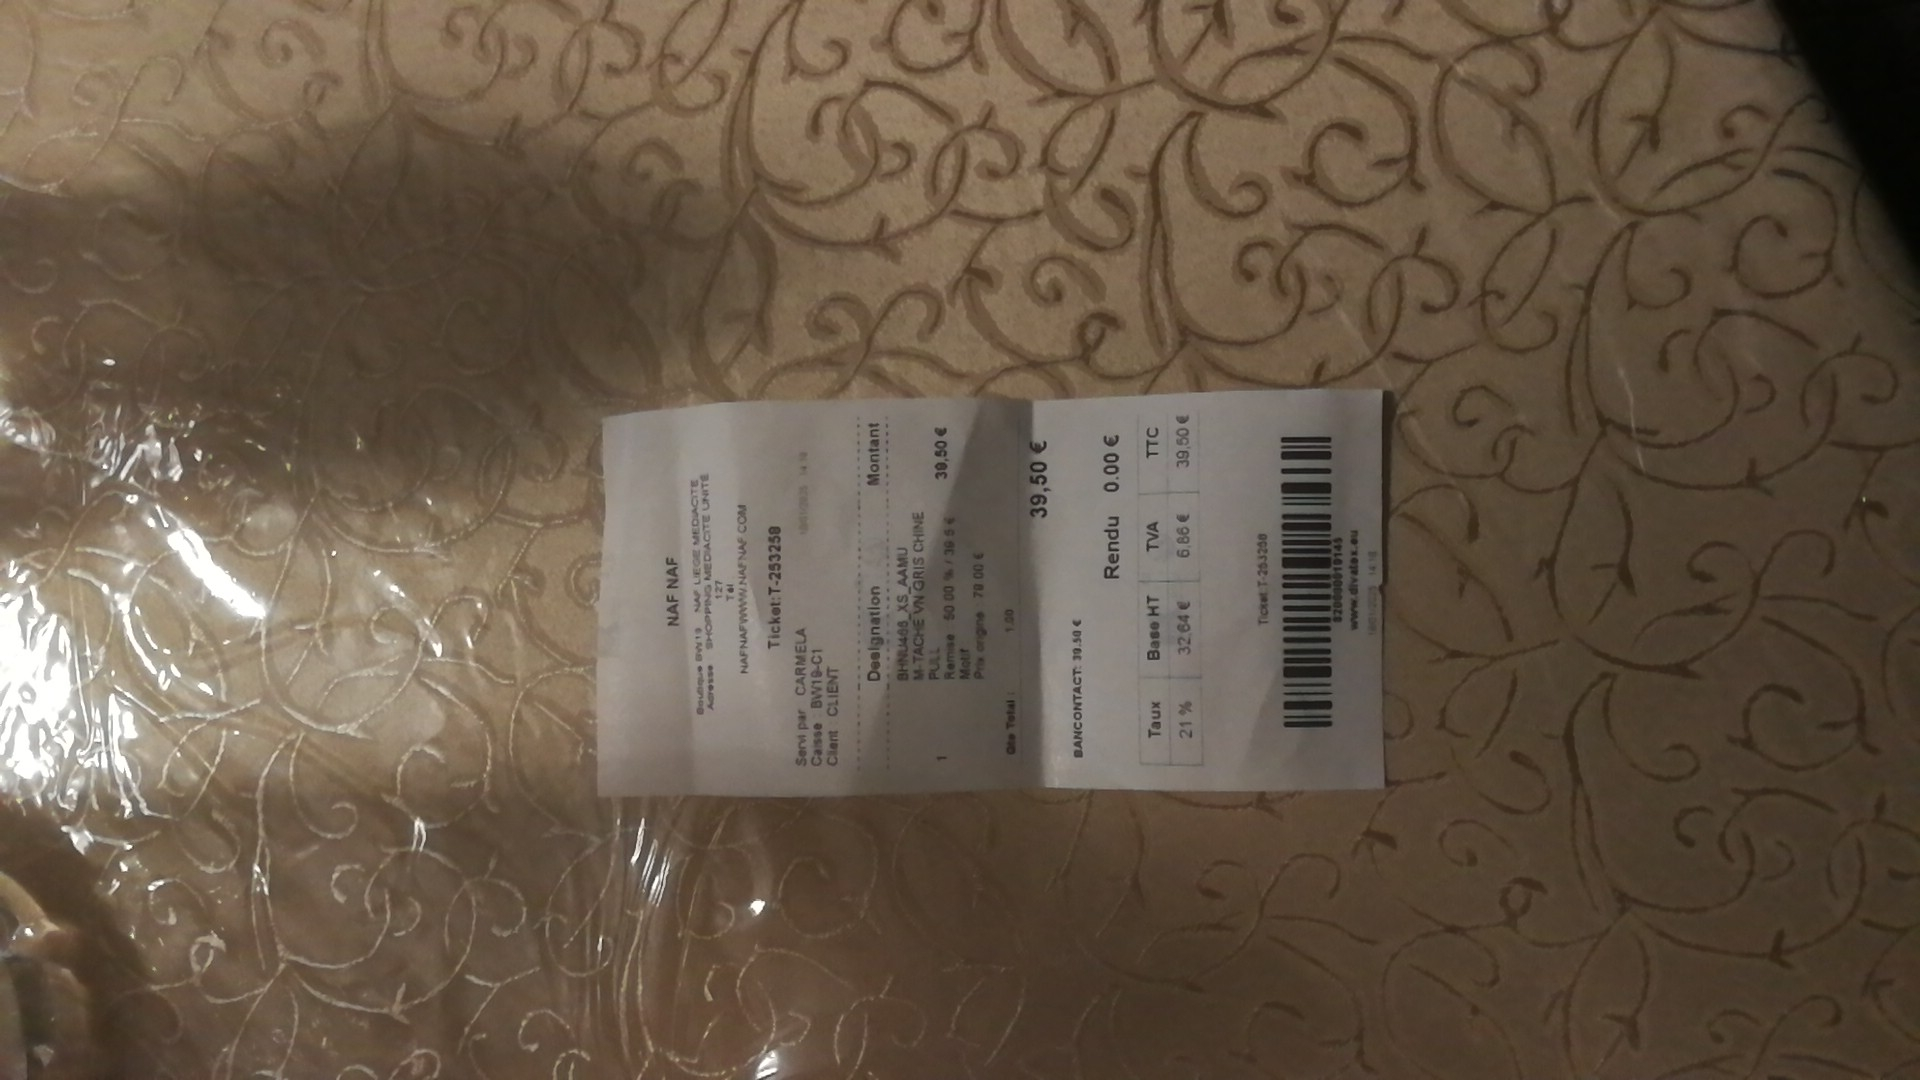 NAF NAF
Boutique BW19 NAF LIEGE MEDIACITE
Adresse SHOPPING MEDIACITE UNITE
127
Tél
NAFNAFWWW.NAFNAF.COM
Ticket:T-253258
Servi par CARMELA
Caisse BW19-C1
Client CLIENT
Designation Montant
BHNU465_XS_AAMU
M-TACHE VN GRIS CHINE
1 PULL 39,50 €
Remise 50.00 % / 39.5 €
Motif
Prix origine 79.00 €
Qte Total : 1.00
39,50 €
BANCONTACT: 39.50 €
Rendu 0.00 €
Taux Base HT TVA TTC
21 % 32,64 € 6,86 € 39,50 €
Ticket T-253258
www.divatex.eu